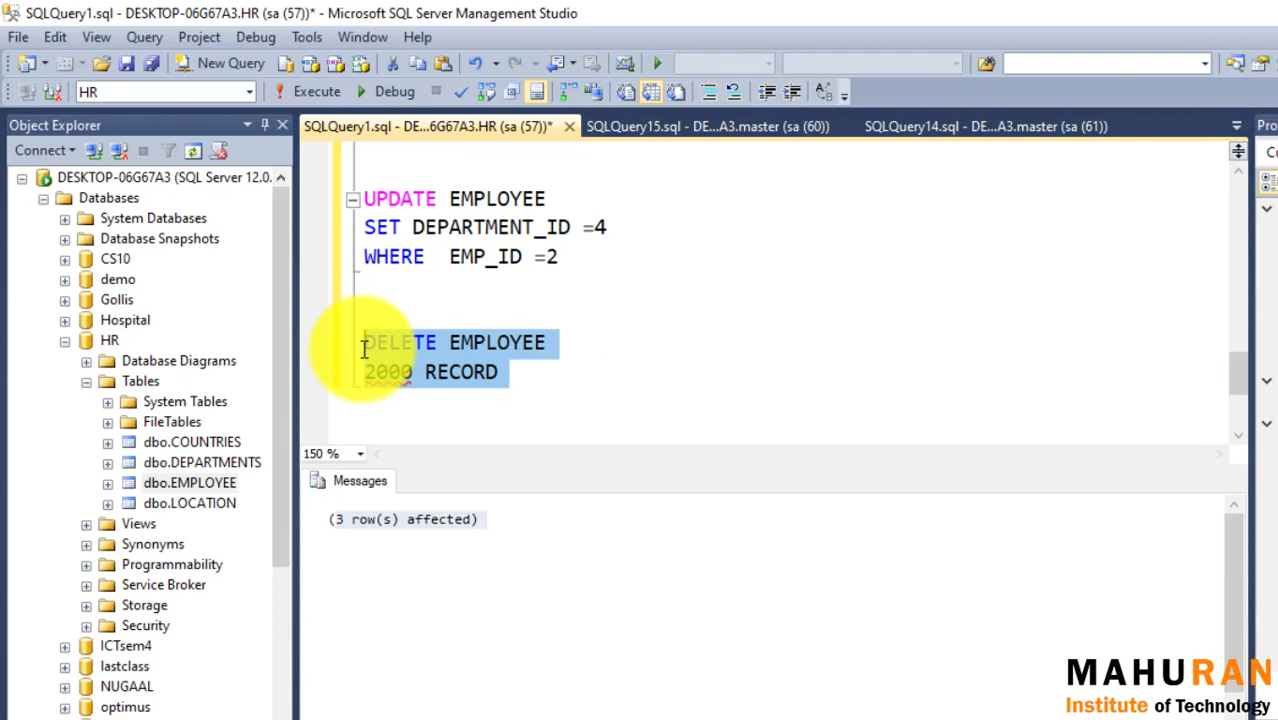 SQLQuery1.sql - DESKTOP-06G67A3.HR (sa (57))* - Microsoft SQL Server Management Studio
File Edit View Query Project Debug Tools Window Help
New Query
HR Execute Debug
Object Explorer
SQLQuery1.sql - DE...6G67A3.HR (sa (57))* SQLQuery15.sql - DE...A3.master (60)) SQLQuery14.sql - DE...A3.master (61)) Pro
Connect
DESKTOP-06G67A3 (SQL Server 12.0.
Databases
System Databases
Database Snapshots
CS10
demo
Gollis
Hospital
HR
Database Diagrams
Tables
System Tables
FileTables
dbo.COUNTRIES
dbo.DEPARTMENTS
dbo.EMPLOYEE
dbo.LOCATION
Views
Synonyms
Programmability
Service Broker
Storage
Security
ICTsem4
lastclass
NUGAAL
optimus
UPDATE EMPLOYEE
SET DEPARTMENT_ID =4
WHERE EMP_ID =2
DELETE EMPLOYEE
2000 RECORD
150 %
Messages
(3 row(s) affected)
MAHURAN
Institute of Technology